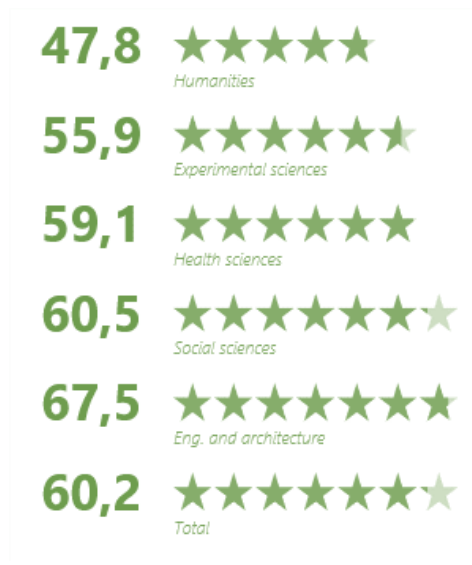 47,8
Humanities
55,9
Experimental sciences
59,1
Health sciences
60,5
Social sciences
67,5
Eng. and architecture
60,2
Total